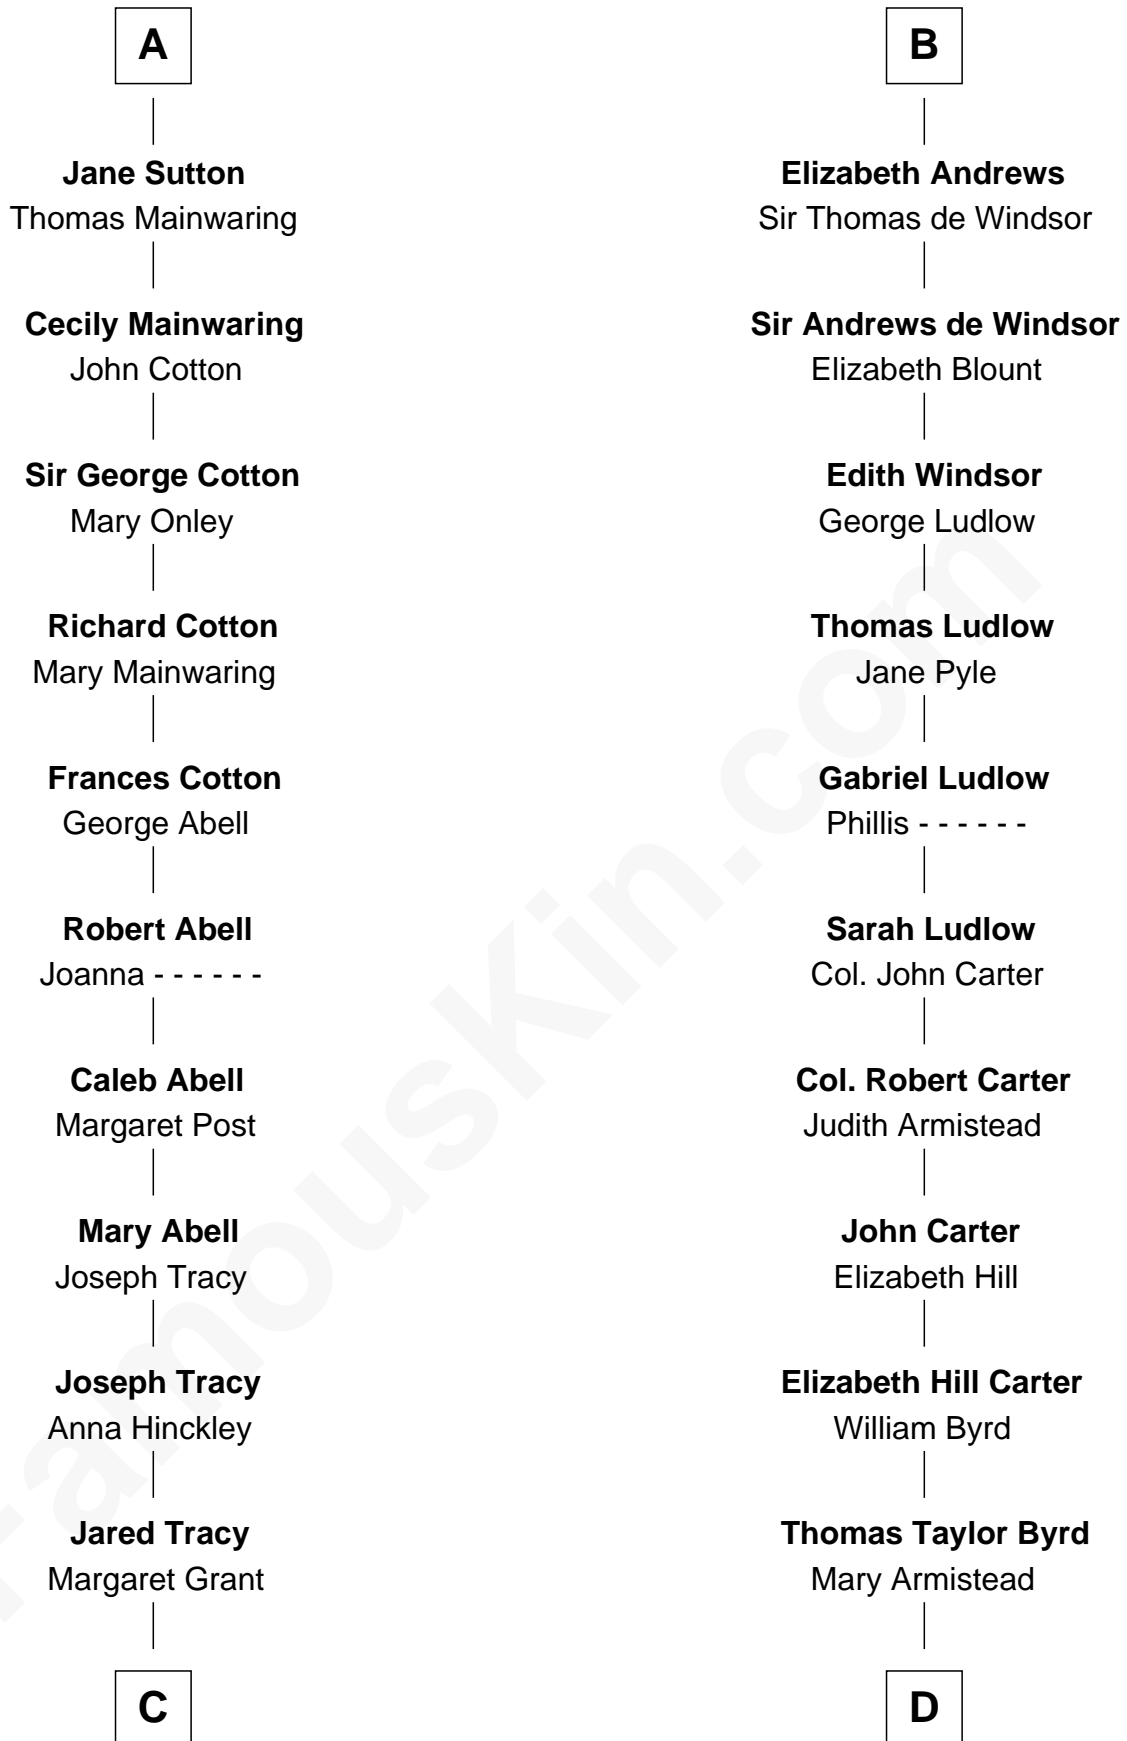 A
Jane Sutton
Thomas Mainwaring
Cecily Mainwaring
John Cotton
Sir George Cotton
Mary Onley
Richard Cotton
Mary Mainwaring
Frances Cotton
George Abell
Robert Abell
Joanna - - - - - -
Caleb Abell
Margaret Post
Mary Abell
Joseph Tracy
Joseph Tracy
Anna Hinckley
Jared Tracy
Margaret Grant
C
B
Elizabeth Andrews
Sir Thomas de Windsor
Sir Andrews de Windsor
Elizabeth Blount
Edith Windsor
George Ludlow
Thomas Ludlow
Jane Pyle
Gabriel Ludlow
Phillis - - - - - -
Sarah Ludlow
Col. John Carter
Col. Robert Carter
Judith Armistead
John Carter
Elizabeth Hill
Elizabeth Hill Carter
William Byrd
Thomas Taylor Byrd
Mary Armistead
D
FamousKin.com